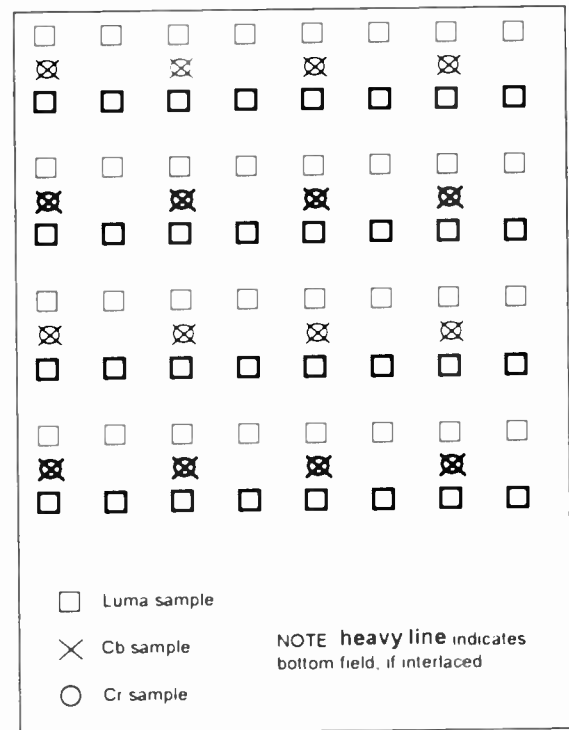 Luma sample
Cb sample
Cr sample
NOTE heavy line indicates
bottom field, if interlaced